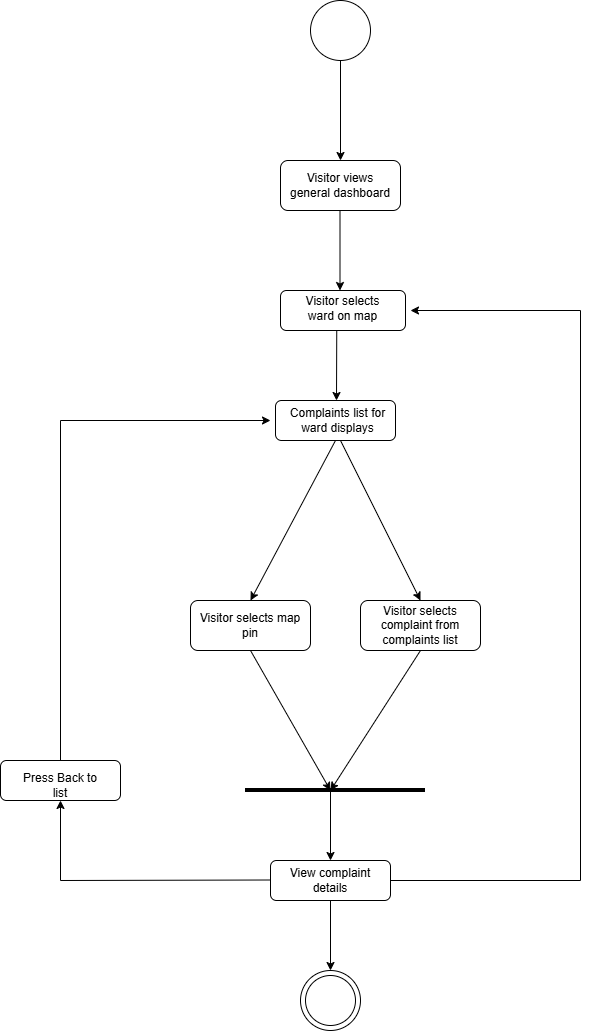 Visitor views
general dashboard
Visitor selects
ward on map
Complaints list for
ward displays
Visitor selects map
pin
Visitor selects
complaint from
complaints list
Press Back to
list
View complaint
details